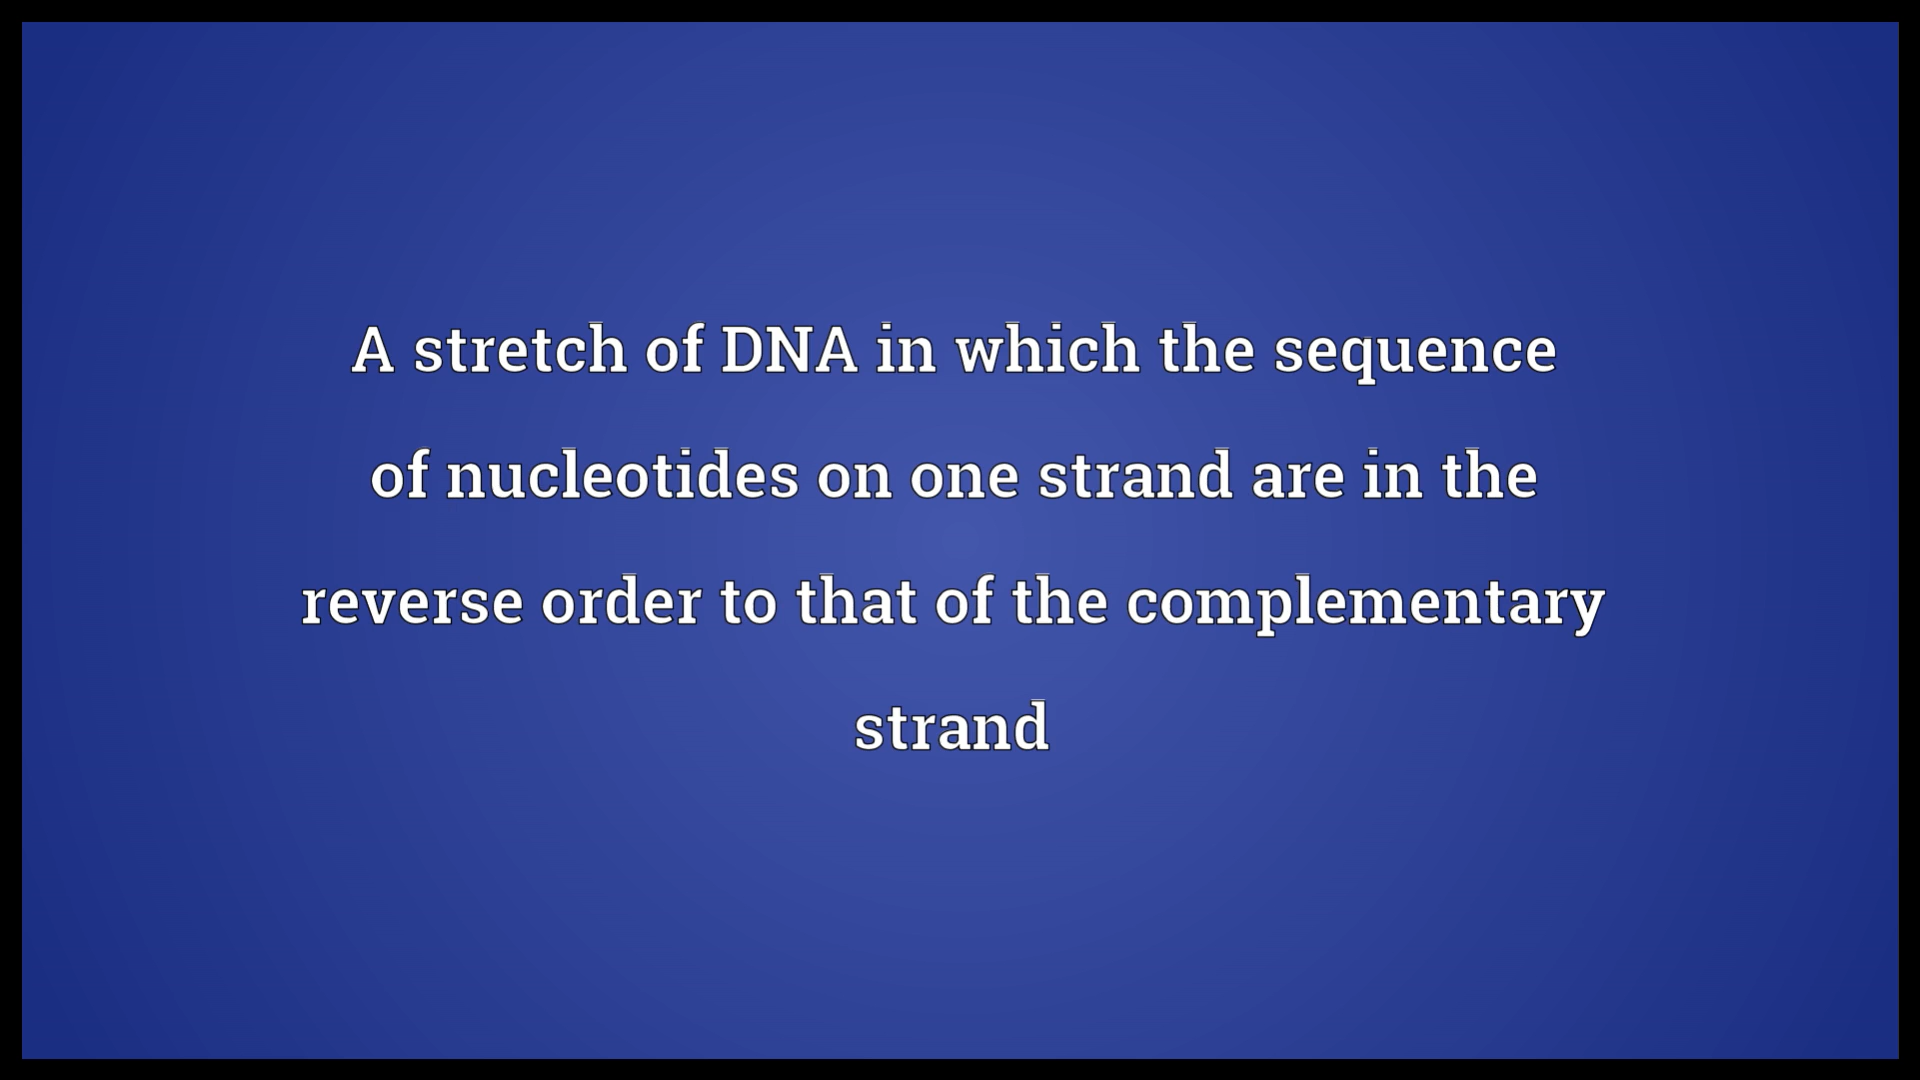 A stretch of DNA in which the sequence
of nucleotides on one strand are in the
reverse order to that of the complementary
strand